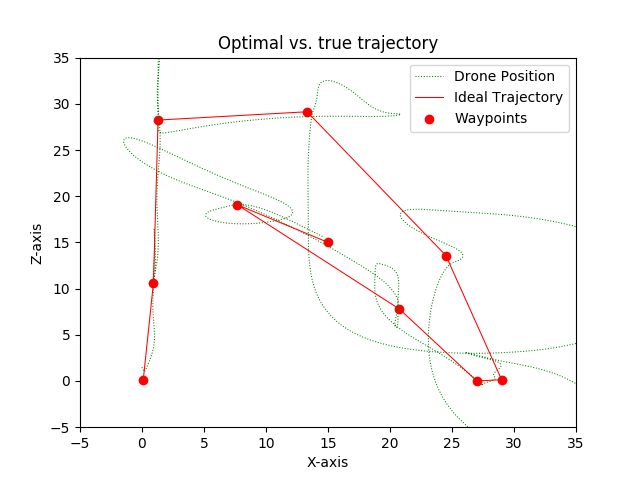 Optimal vs. true trajectory
Drone Position
Ideal Trajectory
Waypoints
35
30
25
20
15
10
5
0
−5
Z-axis
−5 0 5 10 15 20 25 30 35
X-axis